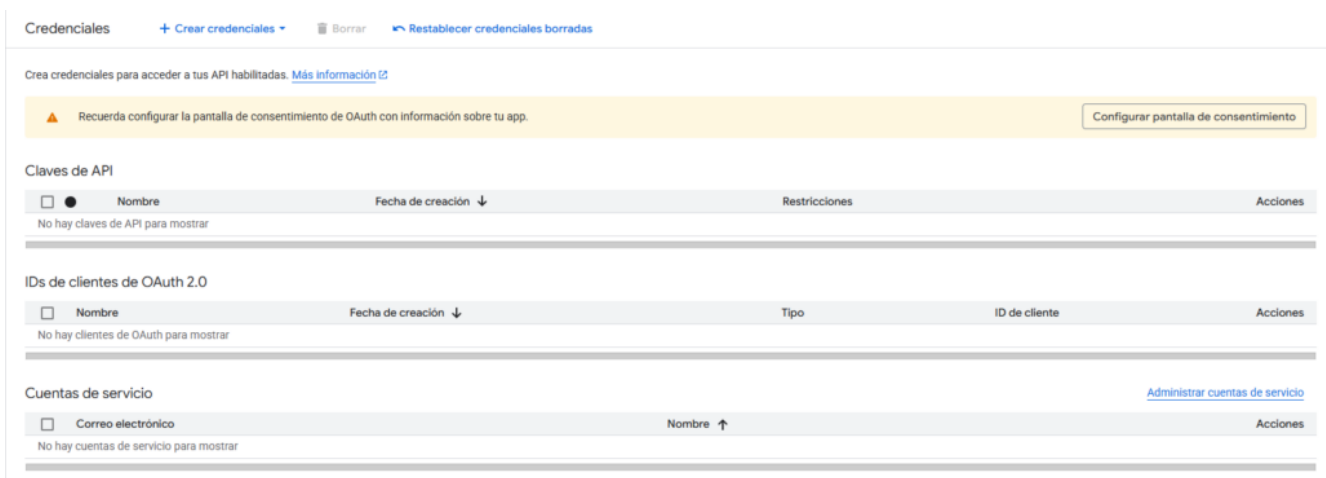 Credenciales + Crear credenciales Borrar Restablecer credenciales borradas
Crea credenciales para acceder a tus API habilitadas. Más información
Recuerda configurar la pantalla de consentimiento de OAuth con información sobre tu app. Configurar pantalla de consentimiento
Claves de API
Nombre Fecha de creación Restricciones Acciones
No hay claves de API para mostrar
IDs de clientes de OAuth 2.0
Nombre Fecha de creación Tipo ID de cliente Acciones
No hay clientes de OAuth para mostrar
Cuentas de servicio Administrar cuentas de servicio
Correo electrónico Nombre Acciones
No hay cuentas de servicio para mostrar